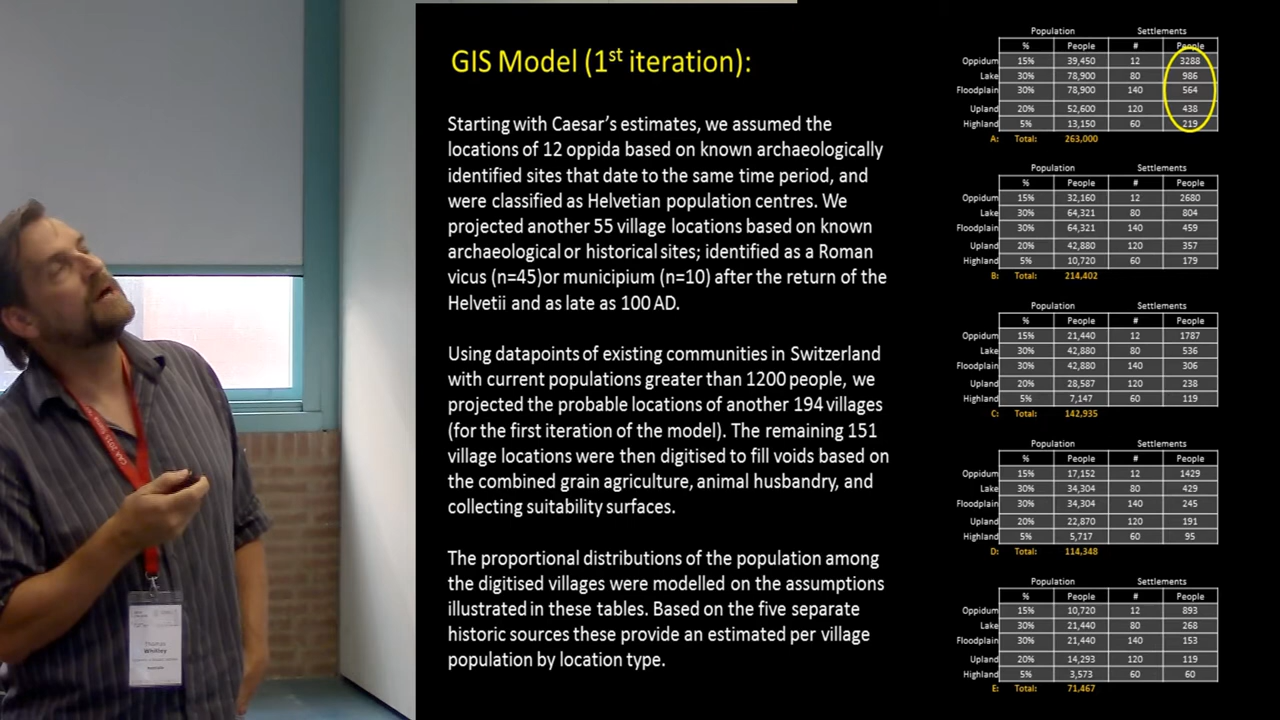 GIS Model (1st iteration):
Starting with Caesar's estimates, we assumed the
locations of 12 oppida based on known archaeologically
identified sites that date to the same time period, and
were classified as Helvetian population centres. We
projected another 55 village locations based on known
archaeological or historical sites; identified as a Roman
vicus (n=45)or municipium (n=10) after the return of the
Helvetii and as late as 100 AD.
Using datapoints of existing communities in Switzerland
with current populations greater than 1200 people, we
projected the probable locations of another 194 villages
(for the first iteration of the model). The remaining 151
village locations were then digitised to fill voids based on
the combined grain agriculture, animal husbandry, and
collecting suitability surfaces.
The proportional distributions of the population among
the digitised villages were modelled on the assumptions
illustrated in these tables. Based on the five separate
historic sources these provide an estimated per village
population by location type.
Population Settlements
% People # People
Oppidum 15% 39,450 12 3288
Lake 30% 78,900 80 986
Floodplain 30% 78,900 140 564
Upland 20% 52,600 120 438
Highland 5% 13,150 60 219
A: Total: 263,000
Population Settlements
% People # People
Oppidum 15% 32,160 12 2680
Lake 30% 64,321 80 804
Floodplain 30% 64,321 140 459
Upland 20% 42,880 120 357
Highland 5% 10,720 60 179
B: Total: 214,402
Population Settlements
% People # People
Oppidum 15% 21,440 12 1787
Lake 30% 42,880 80 536
Floodplain 30% 42,880 140 306
Upland 20% 28,587 120 238
Highland 5% 7,147 60 119
C: Total: 142,935
Population Settlements
% People # People
Oppidum 15% 17,152 12 1429
Lake 30% 34,304 80 429
Floodplain 30% 34,304 140 245
Upland 20% 22,870 120 191
Highland 5% 5,717 60 95
D: Total: 114,348
Population Settlements
% People # People
Oppidum 15% 10,720 12 893
Lake 30% 21,440 80 268
Floodplain 30% 21,440 140 153
Upland 20% 14,293 120 119
Highland 5% 3,573 60 60
E: Total: 71,467
Thomas
Whitley